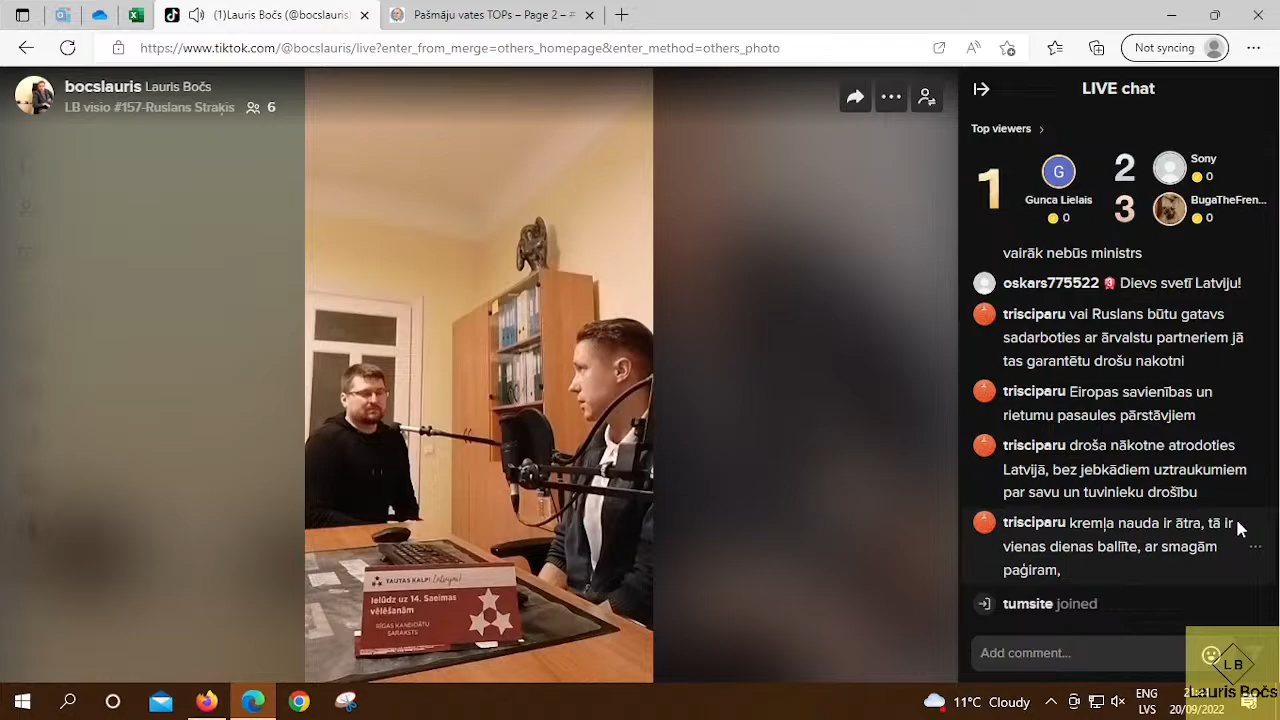 (1)Lauris Bočs (@bocslauris)
Pašmāju vates TOPs – Page 2 –
https://www.tiktok.com/@bocslauris/live?enter_from_merge=others_homepage&enter_method=others_photo
Not syncing
bocslauris Lauris Bočs
LB visio #157-Ruslans Straķis 6
LIVE chat
Top viewers
1 G Gunca Lielais 0
2 Sony 0
3 BugaTheFren... 0
vairāk nebūs ministrs
oskars775522 Dievs svetī Latviju!
trisciparu vai Ruslans būtu gatavs
sadarboties ar ārvalstu partneriem jā
tas garantētu drošu nakotni
trisciparu Eiropas savienības un
rietumu pasaules pārstāvjiem
trisciparu droša nākotne atrodoties
Latvijā, bez jebkādiem uztraukumiem
par savu un tuvinieku drošību
trisciparu kremļa nauda ir ātra, tā ir
vienas dienas ballīte, ar smagām
paģiram,
tumsite joined
Add comment...
TAUTAS KALPI Latvijai
Ielūdz uz 14. Saeimas
vēlēšanām
RĪGAS KANDIDĀTU
SARAKSTS
LB
Lauris Bočs
11°C Cloudy
ENG
LVS
20/09/2022